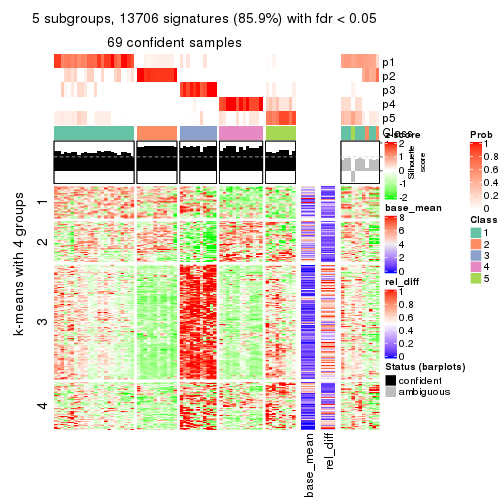 5 subgroups, 13706 signatures (85.9%) with fdr < 0.05
69 confident samples
p1
p2
p3
p4
p5
Class
Silhouette
score
k-means with 4 groups
1
2
3
4
base_mean
rel_diff
z-score
2
1
0
-1
-2
base_mean
8
6
4
2
0
rel_diff
1
0.8
0.6
0.4
0.2
0
Status (barplots)
confident
ambiguous
Prob
1
0.8
0.6
0.4
0.2
0
Class
1
2
3
4
5